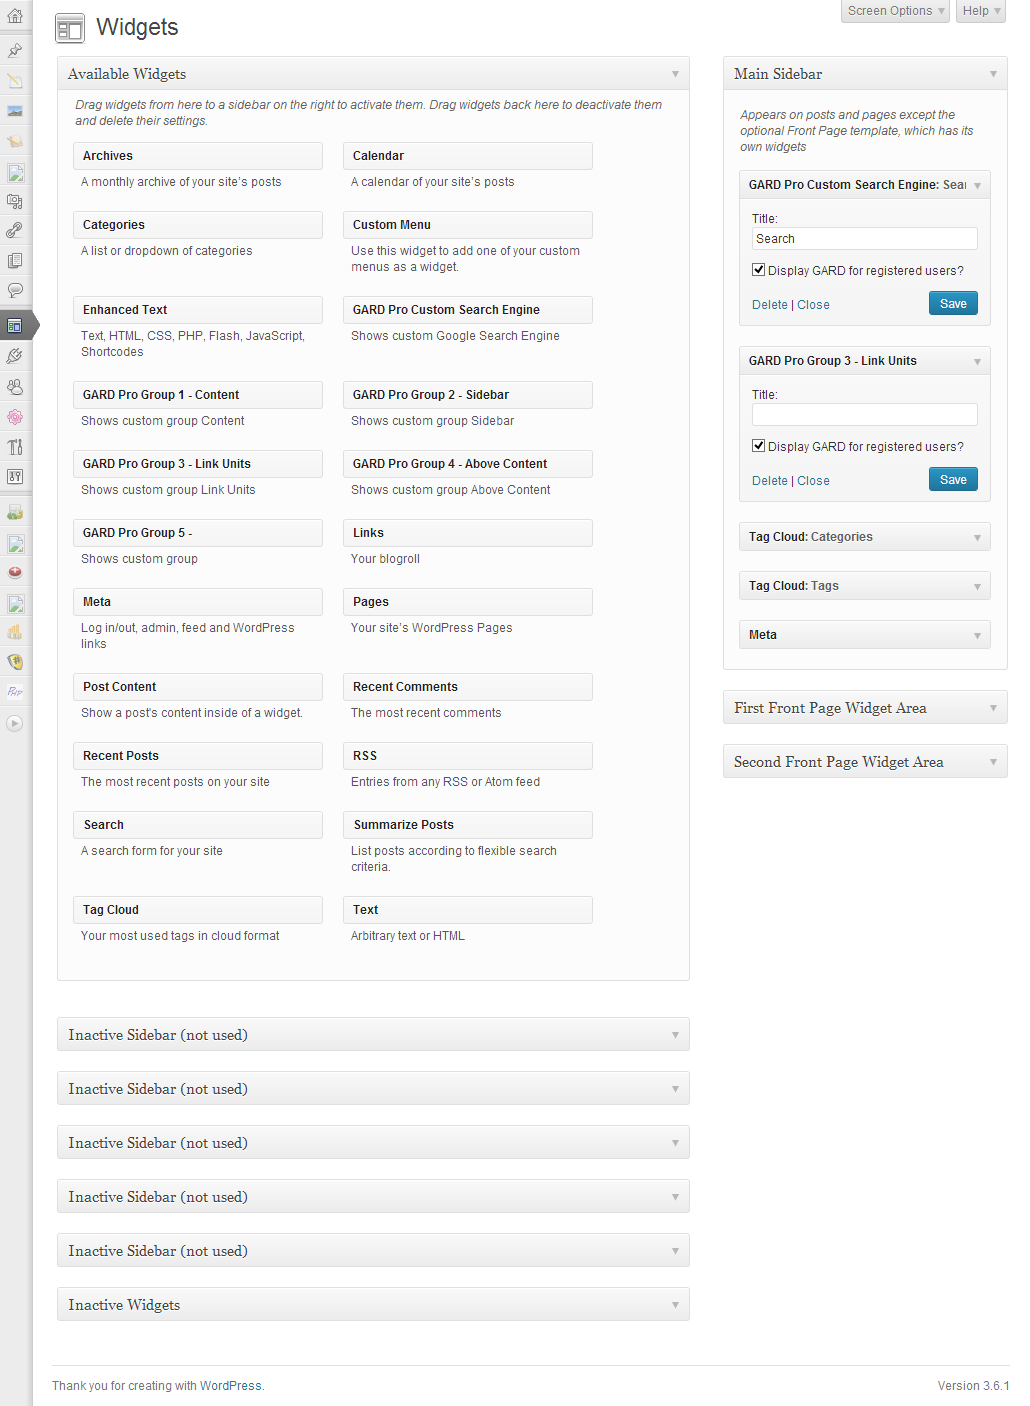 Screen Options
Help
Widgets
Available Widgets
Drag widgets from here to a sidebar on the right to activate them. Drag widgets back here to deactivate them
and delete their settings.
Archives
A monthly archive of your site's posts
Calendar
A calendar of your site's posts
Categories
A list or dropdown of categories
Custom Menu
Use this widget to add one of your custom
menus as a widget.
Enhanced Text
Text, HTML, CSS, PHP, Flash, JavaScript,
Shortcodes
GARD Pro Custom Search Engine
Shows custom Google Search Engine
GARD Pro Group 1 - Content
Shows custom group Content
GARD Pro Group 2 - Sidebar
Shows custom group Sidebar
GARD Pro Group 3 - Link Units
Shows custom group Link Units
GARD Pro Group 4 - Above Content
Shows custom group Above Content
GARD Pro Group 5 -
Shows custom group
Links
Your blogroll
Meta
Log in/out, admin, feed and WordPress
links
Pages
Your site's WordPress Pages
Post Content
Show a post's content inside of a widget.
Recent Comments
The most recent comments
Recent Posts
The most recent posts on your site
RSS
Entries from any RSS or Atom feed
Search
A search form for your site
Summarize Posts
List posts according to flexible search
criteria.
Tag Cloud
Your most used tags in cloud format
Text
Arbitrary text or HTML
Inactive Sidebar (not used)
Inactive Sidebar (not used)
Inactive Sidebar (not used)
Inactive Sidebar (not used)
Inactive Sidebar (not used)
Inactive Widgets
Main Sidebar
Appears on posts and pages except the
optional Front Page template, which has its
own widgets
GARD Pro Custom Search Engine: Sear
Title:
Search
Display GARD for registered users?
Delete | Close
Save
GARD Pro Group 3 - Link Units
Title:
Display GARD for registered users?
Delete | Close
Save
Tag Cloud: Categories
Tag Cloud: Tags
Meta
First Front Page Widget Area
Second Front Page Widget Area
PHP
Thank you for creating with WordPress.
Version 3.6.1